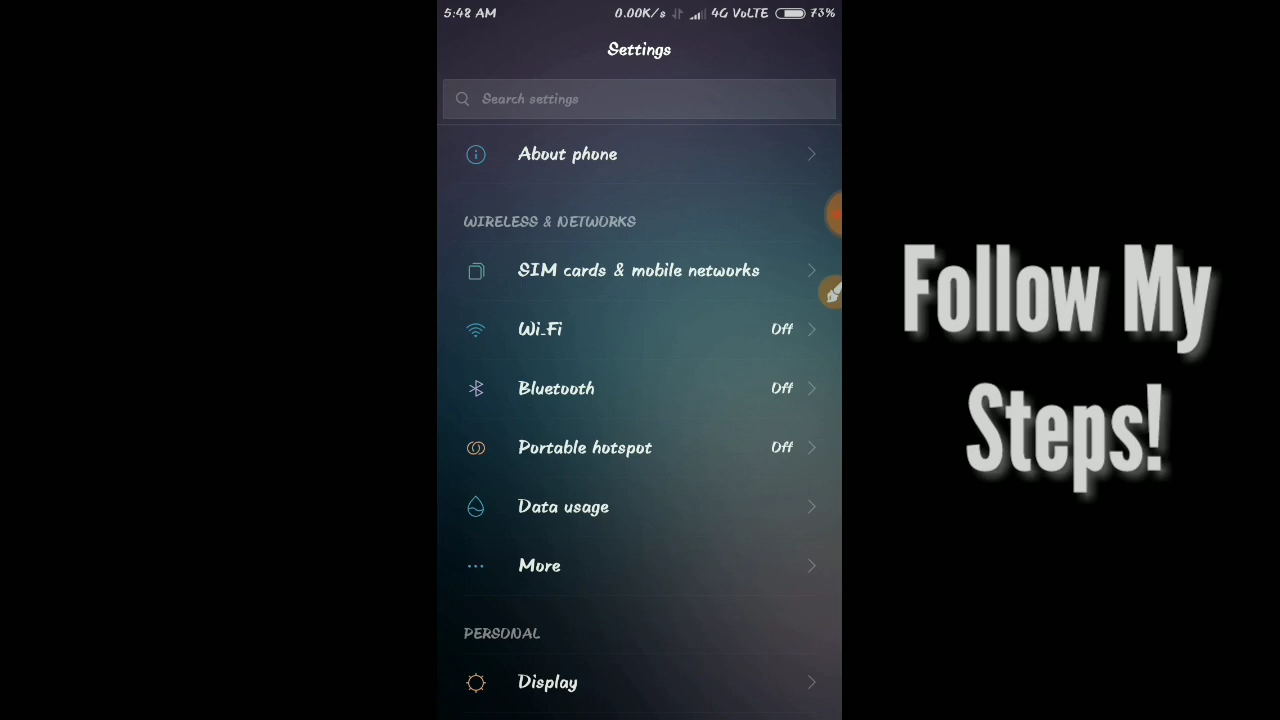 5:48 AM 0.00K/s 4G VoLTE 73%
Settings
Search settings
About phone
WIRELESS & NETWORKS
SIM cards & mobile networks
Wi-Fi Off
Bluetooth Off
Portable hotspot Off
Data usage
More
PERSONAL
Display
Follow My
Steps!